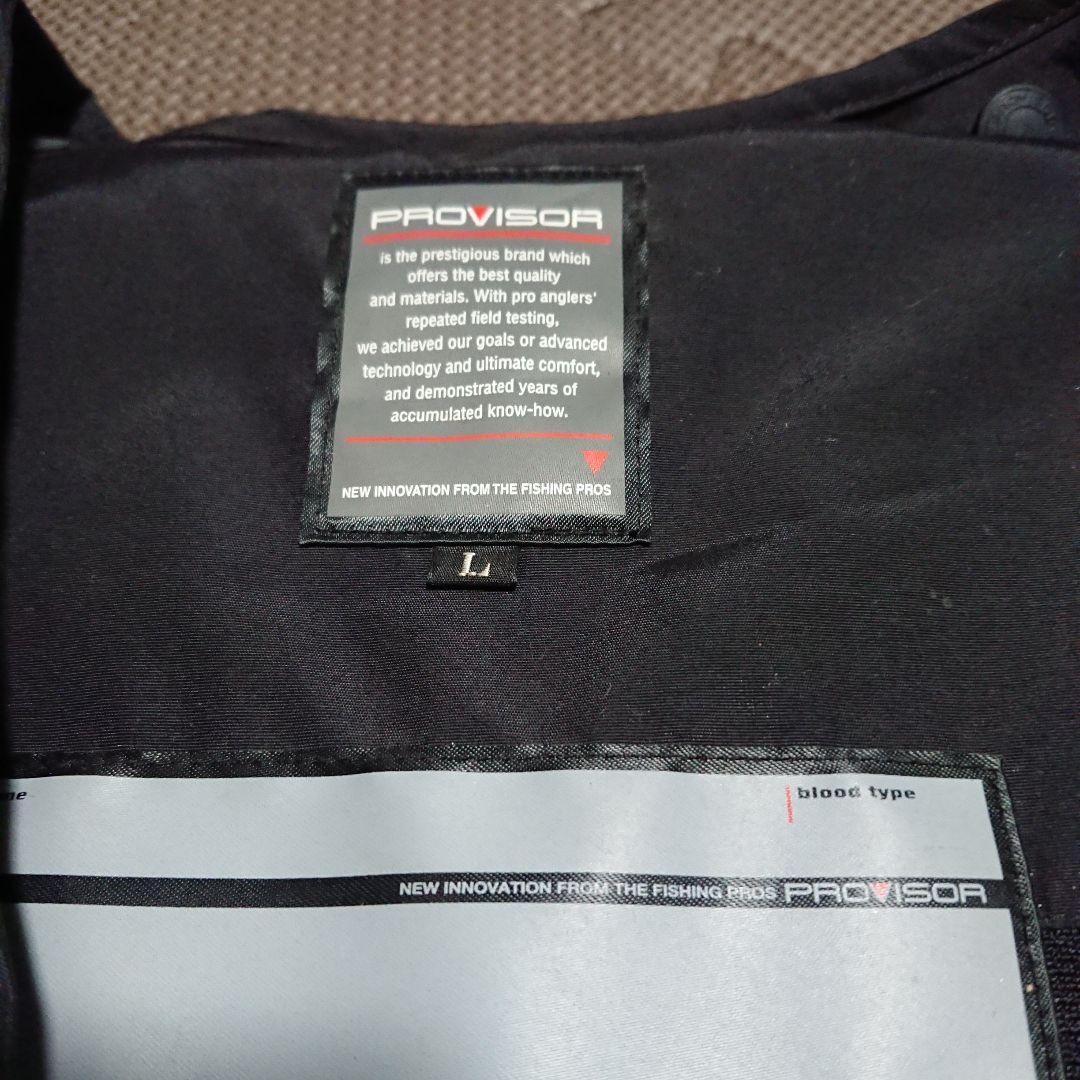 PROVISOR
is the prestigious brand which
offers the best quality
and materials. With pro anglers'
repeated field testing,
we achieved our goals or advanced
technology and ultimate comfort,
and demonstrated years of
accumulated know-how.
NEW INNOVATION FROM THE FISHING PROS
L
blood type
NEW INNOVATION FROM THE FISHING PROS PROVISOR